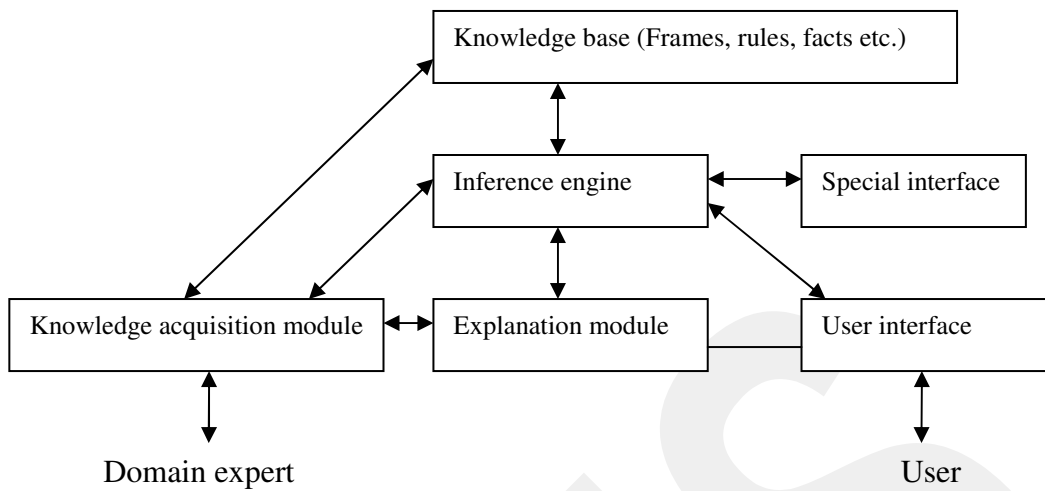 Knowledge base (Frames, rules, facts etc.)
Inference engine
Special interface
Knowledge acquisition module
Explanation module
User interface
Domain expert
User